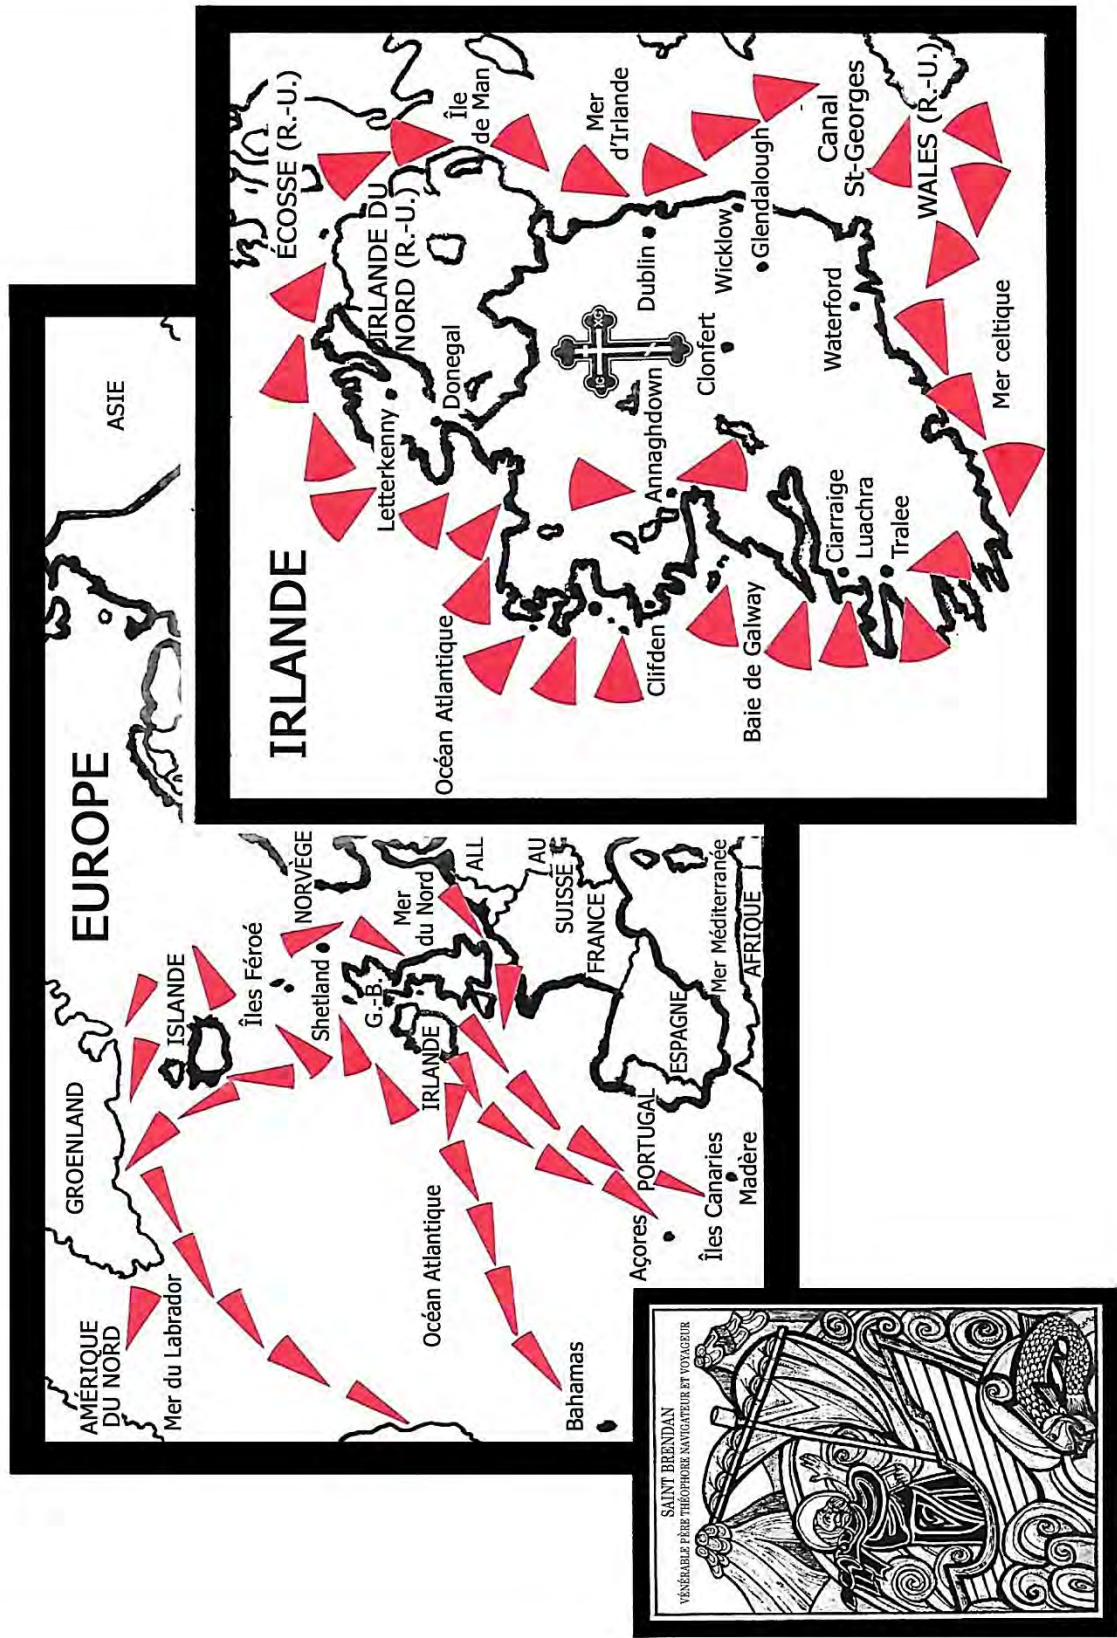 EUROPE
ASIE
GROENLAND
AMÉRIQUE
DU NORD
Mer du Labrador
ISLANDE
Îles Féroé
NORVÈGE
Shetland
G.-B.
Mer
du Nord
IRLANDE
ALL
AU
SUISSE
FRANCE
Océan Atlantique
ESPAGNE
PORTUGAL
Mer Méditerranée
AFRIQUE
Açores
Îles Canaries
Madère
Bahamas
IRLANDE
ÉCOSSE (R.-U.)
Île
de Man
IRLANDE DU
NORD (R.-U.)
Mer
d'Irlande
Letterkenny
Donegal
Océan Atlantique
Dublin
IC
XC
Wicklow
Glendalough
Canal
St-Georges
WALES (R.-U.)
Clonfert
Annaghdown
Clifden
Baie de Galway
Waterford
Ciarraige
Luachra
Tralee
Mer celtique
SAINT BRENDAN
VÉNÉRABLE PÈRE THÉOPHORE NAVIGATEUR ET VOYAGEUR